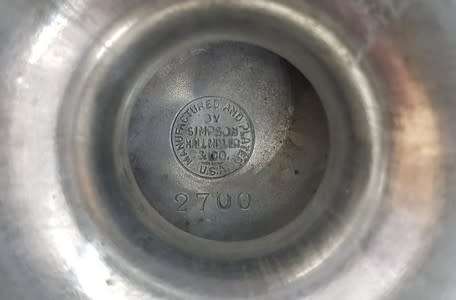 MANUFACTURED AND PLATED
BY
SIMPSON
HALL MILLER
& CO.
U.S.A.
2700